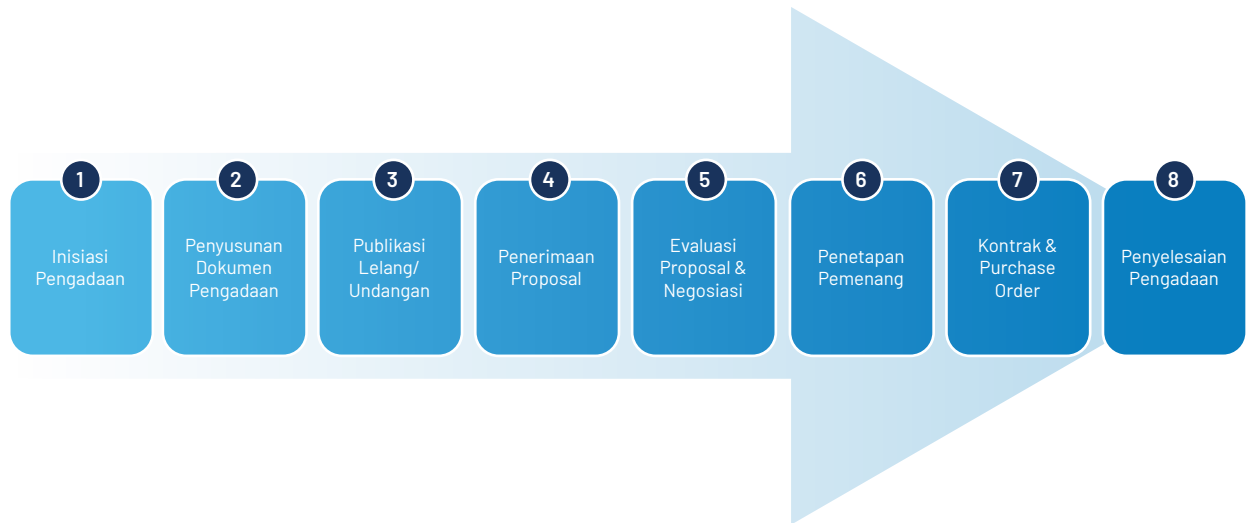 1
Inisiasi
Pengadaan
2
Penyusunan
Dokumen
Pengadaan
3
Publikasi
Lelang/
Undangan
4
Penerimaan
Proposal
5
Evaluasi
Proposal &
Negosiasi
6
Penetapan
Pemenang
7
Kontrak &
Purchase
Order
8
Penyelesaian
Pengadaan